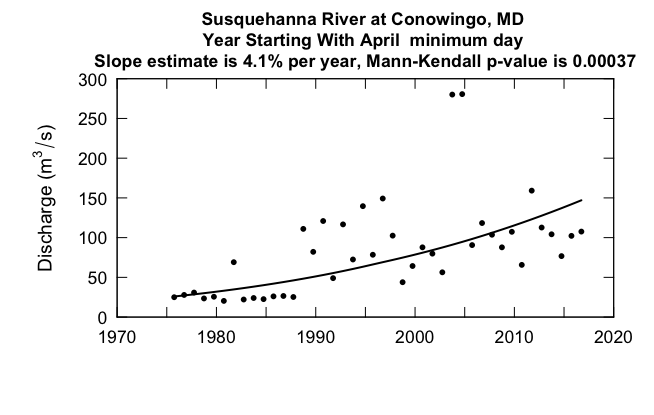 Susquehanna River at Conowingo, MD
Year Starting With April minimum day
Slope estimate is 4.1% per year, Mann-Kendall p-value is 0.00037
300
250
200
150
100
50
0
Discharge (m³/s)
1970 1980 1990 2000 2010 2020